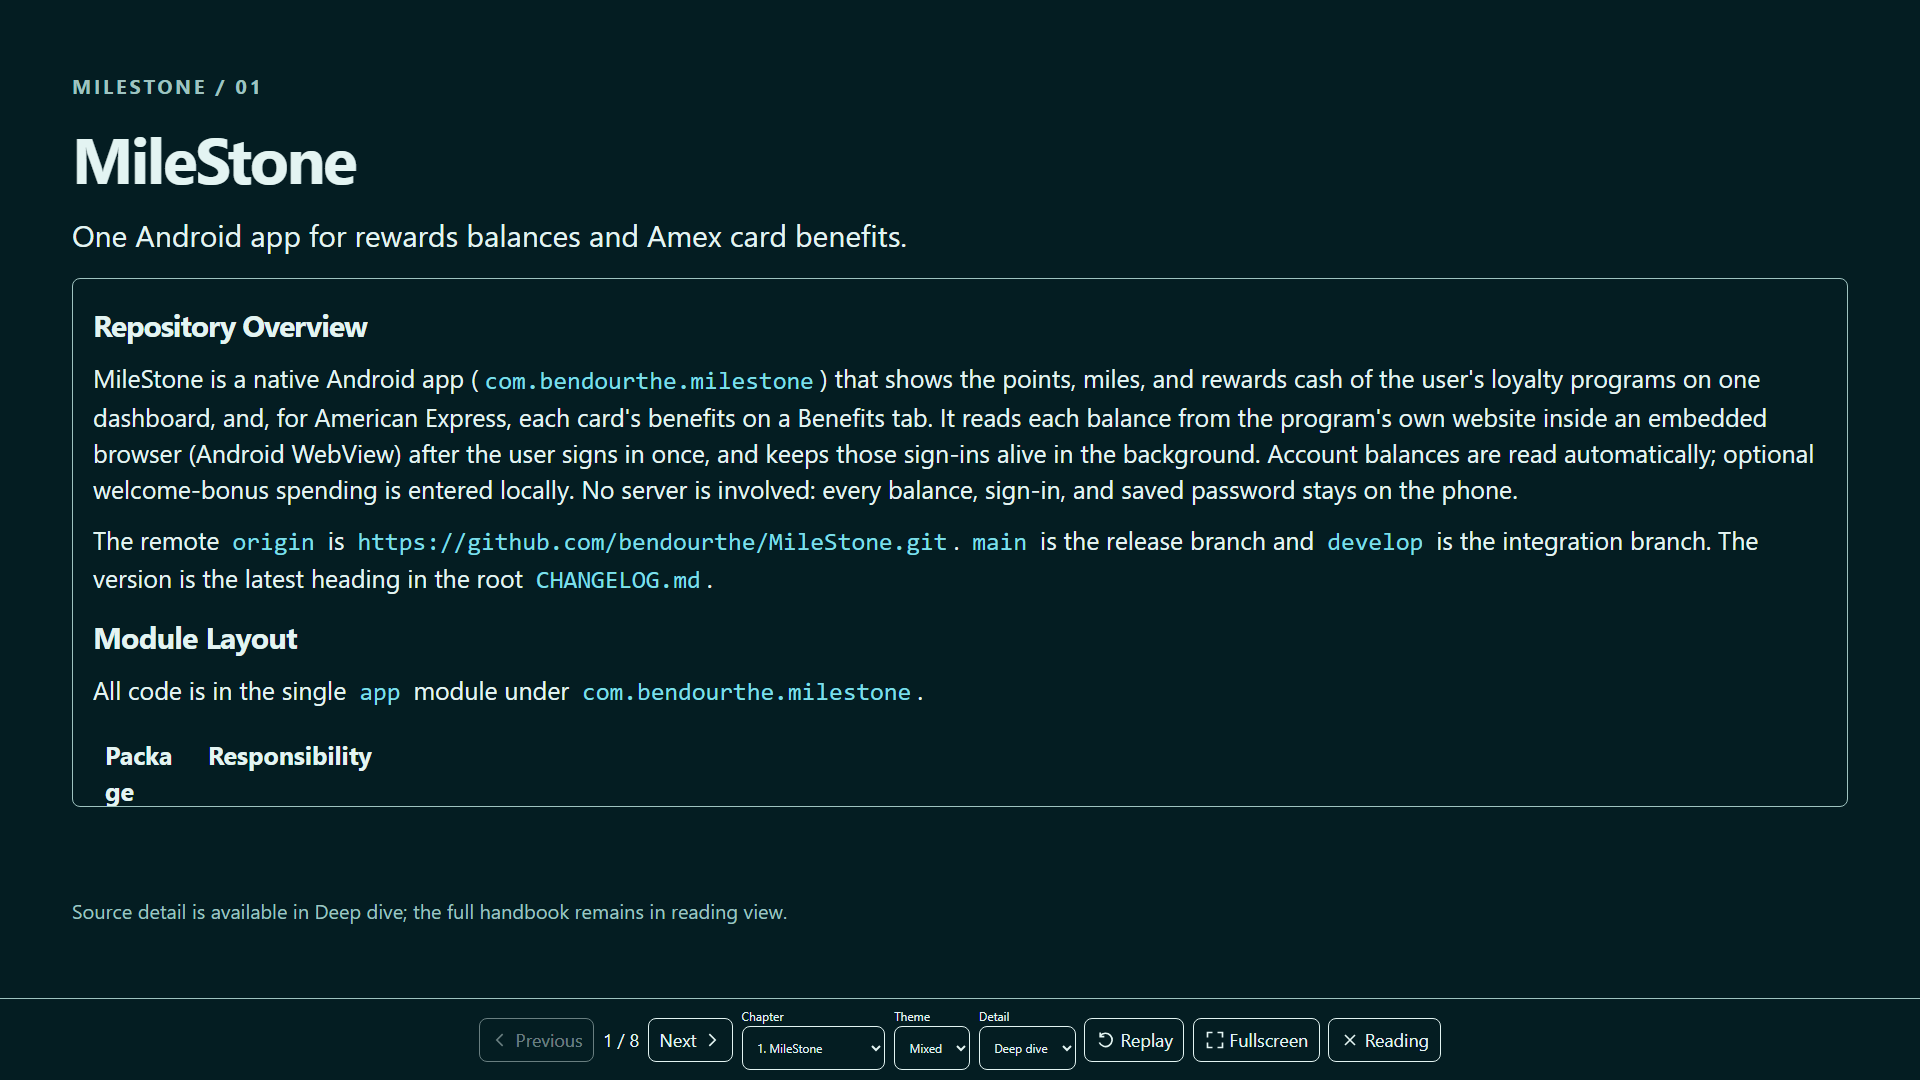 MILESTONE / 01
MileStone
One Android app for rewards balances and Amex card benefits.
Repository Overview
MileStone is a native Android app ( com.bendourthe.milestone ) that shows the points, miles, and rewards cash of the user's loyalty programs on one
dashboard, and, for American Express, each card's benefits on a Benefits tab. It reads each balance from the program's own website inside an embedded
browser (Android WebView) after the user signs in once, and keeps those sign-ins alive in the background. Account balances are read automatically; optional
welcome-bonus spending is entered locally. No server is involved: every balance, sign-in, and saved password stays on the phone.
The remote origin is https://github.com/bendourthe/MileStone.git . main is the release branch and develop is the integration branch. The
version is the latest heading in the root CHANGELOG.md .
Module Layout
All code is in the single app module under com.bendourthe.milestone .
Packa
ge
Responsibility
Source detail is available in Deep dive; the full handbook remains in reading view.
Previous
1 / 8
Next
Chapter
1. MileStone
Theme
Mixed
Detail
Deep dive
Replay
Fullscreen
Reading